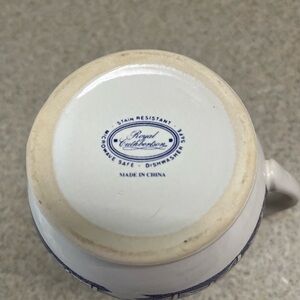 STAIN RESISTANT
Royal
Cuthbertson
MICROWAVE SAFE - DISHWASHER SAFE
MADE IN CHINA